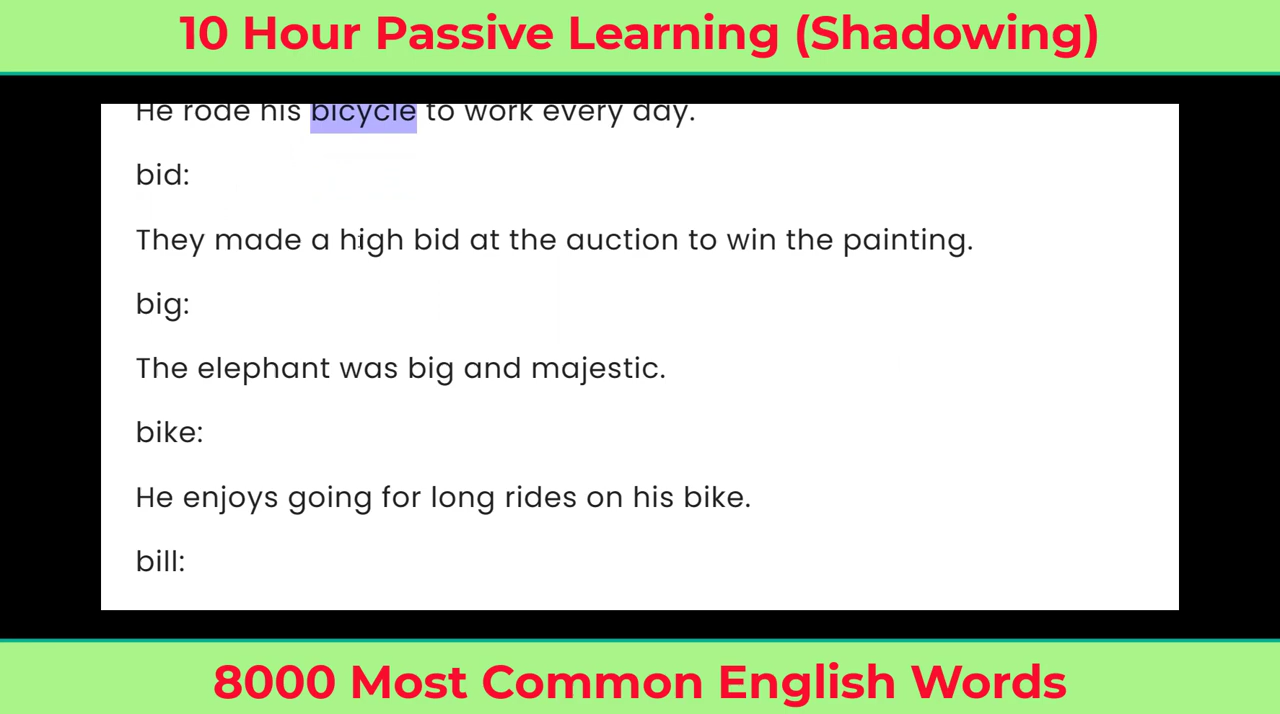 10 Hour Passive Learning (Shadowing)
He rode his bicycle to work every day.
bid:
They made a high bid at the auction to win the painting.
big:
The elephant was big and majestic.
bike:
He enjoys going for long rides on his bike.
bill:
8000 Most Common English Words